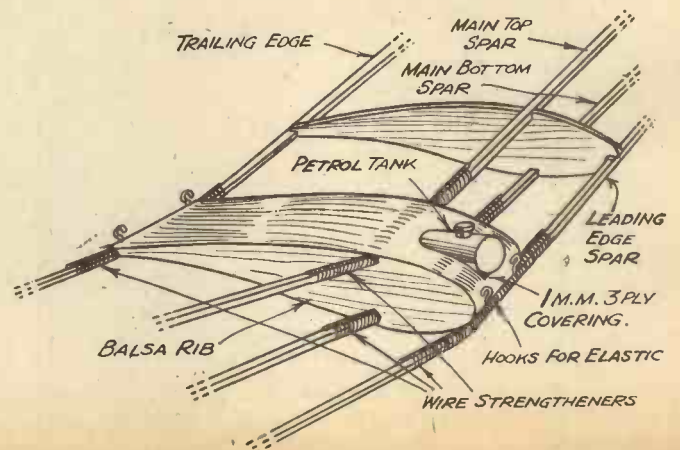 TRAILING EDGE
MAIN TOP
SPAR
MAIN BOTTOM
SPAR
PETROL TANK
LEADING
EDGE
SPAR
1 M.M. 3 PLY
COVERING.
BALSA RIB
HOOKS FOR ELASTIC
WIRE STRENGTHENERS